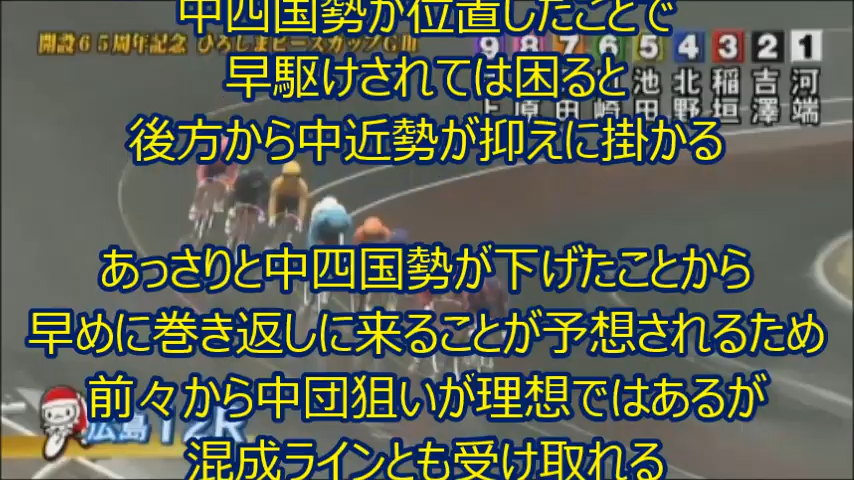 中四国勢が位置したことで
開設65周年記念 ひろしまピースカップGⅢ
9 8 7 6 5 4 3 2 1
早駆けされては困ると
上 原 田 崎 池田 北野 稲垣 吉澤 河端
後方から中近勢が抑えに掛かる
あっさりと中四国勢が下げたことから
早めに巻き返しに来ることが予想されるため
前々から中団狙いが理想ではあるが
広島12R
混成ラインとも受け取れる